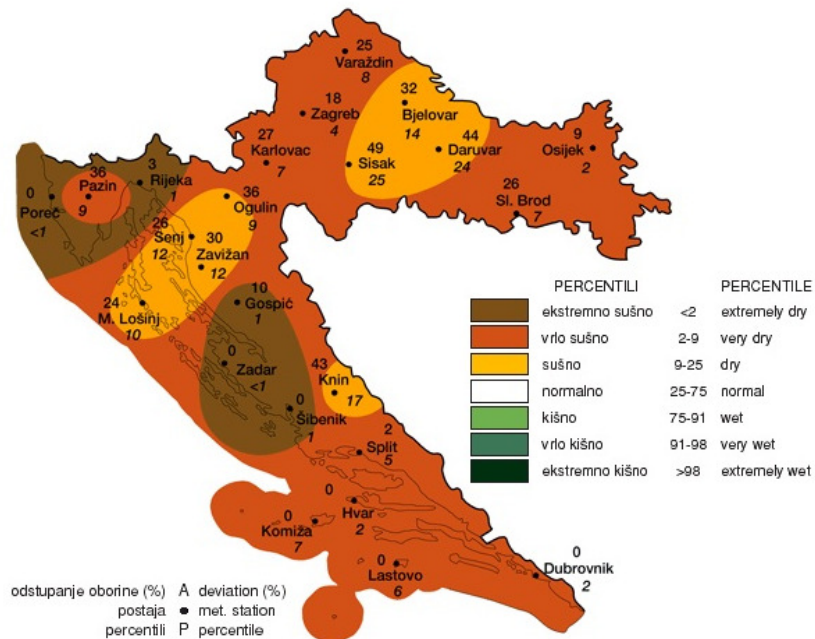 25
Varaždin
8
32
Bjelovar
14
18
Zagreb
4
49
Sisak
25
44
Daruvar
24
9
Osijek
2
27
Karlovac
7
26
Sl. Brod
7
36
Pazin
9
3
Rijeka
1
0
Poreč
<1
36
Ogulin
9
26
Senj
12
30
Zavižan
12
24
M. Lošinj
10
10
Gospić
1
0
Zadar
<1
43
Knin
17
0
Šibenik
1
2
Split
5
0
Hvar
2
0
Komiža
7
0
Lastovo
6
0
Dubrovnik
2
PERCENTILI PERCENTILE
ekstremno sušno <2 extremely dry
vrlo sušno 2-9 very dry
sušno 9-25 dry
normalno 25-75 normal
kišno 75-91 wet
vrlo kišno 91-98 very wet
ekstremno kišno >98 extremely wet
odstupanje oborine (%) A deviation (%)
postaja ● met. station
percentili P percentile